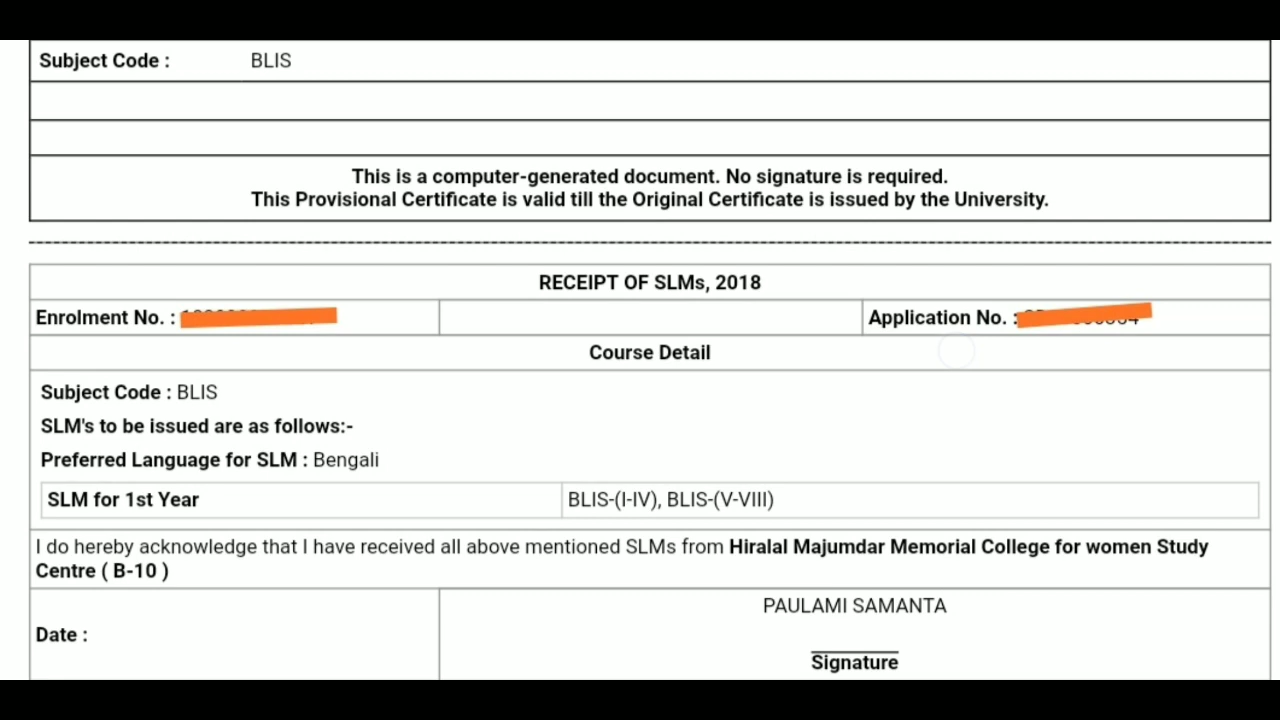 Subject Code : BLIS
This is a computer-generated document. No signature is required.
This Provisional Certificate is valid till the Original Certificate is issued by the University.
RECEIPT OF SLMs, 2018
Enrolment No. :
Application No. :
Course Detail
Subject Code : BLIS
SLM's to be issued are as follows:-
Preferred Language for SLM : Bengali
SLM for 1st Year BLIS-(I-IV), BLIS-(V-VIII)
I do hereby acknowledge that I have received all above mentioned SLMs from Hiralal Majumdar Memorial College for women Study
Centre ( B-10 )
PAULAMI SAMANTA
Date :
Signature